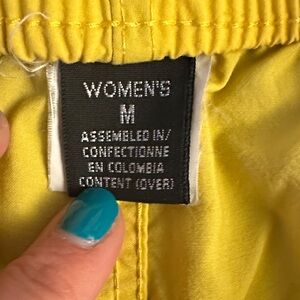 WOMEN'S
M
ASSEMBLED IN/
CONFECTIONNE
EN COLOMBIA
CONTENT (OVER)